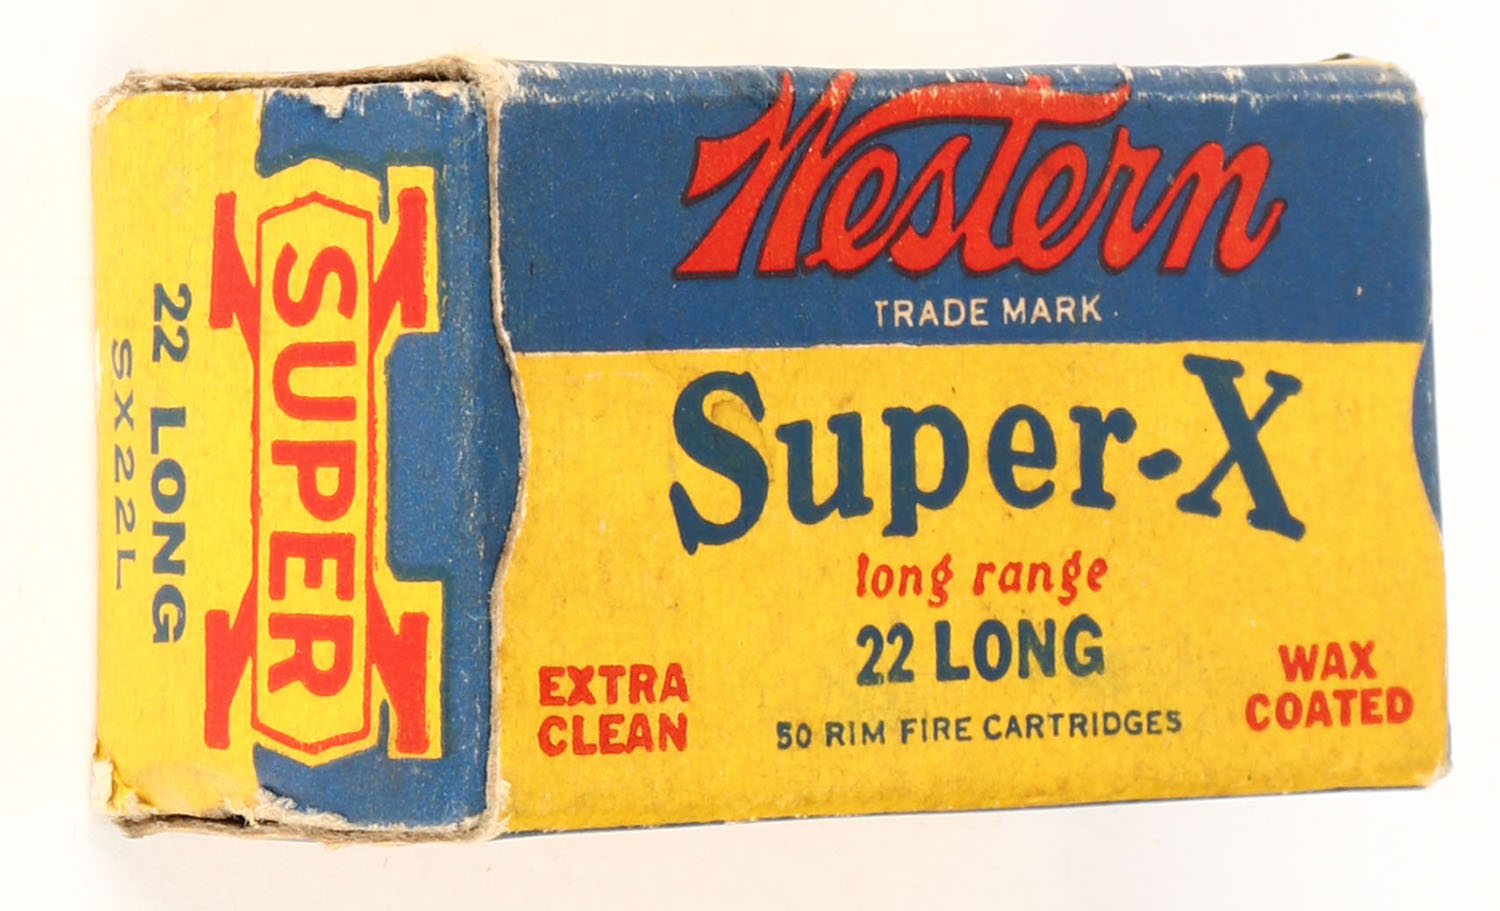 Western
TRADE MARK
Super-X
long range
22 LONG
50 RIM FIRE CARTRIDGES
EXTRA
CLEAN
WAX
COATED
SUPER
22 LONG
SX22L